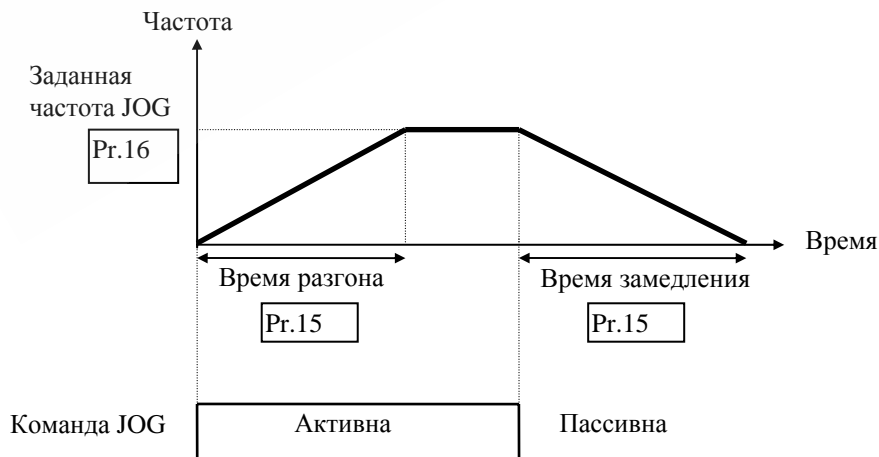 Частота
Заданная
частота JOG
Pr.16
Время
Время разгона
Время замедления
Pr.15
Pr.15
Команда JOG
Активна
Пассивна